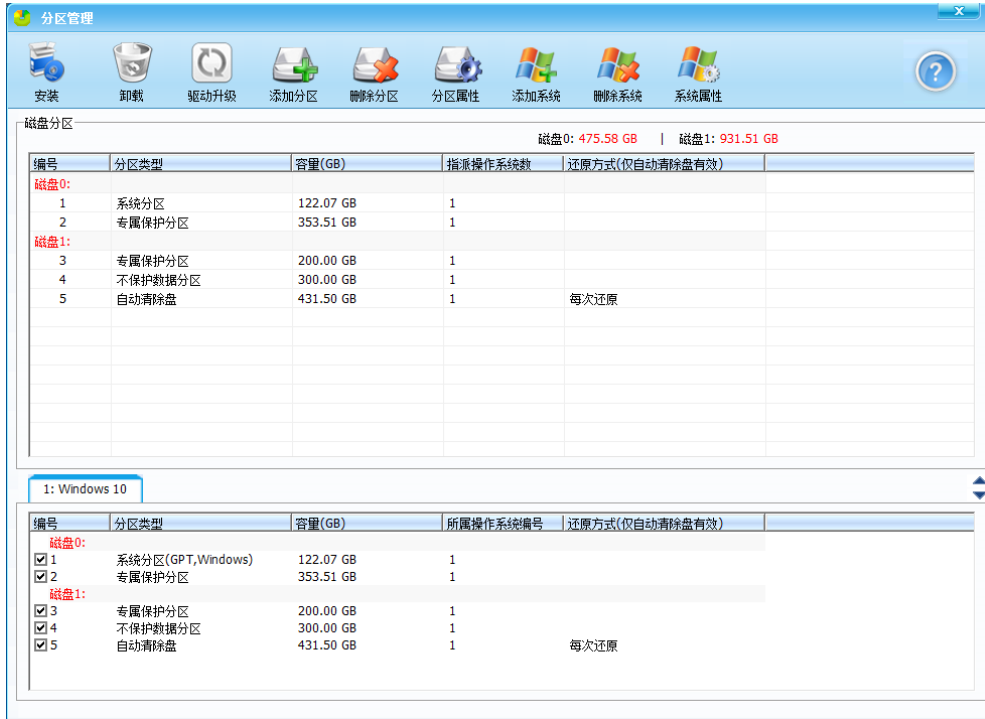 分区管理
安装 卸载 驱动升级 添加分区 删除分区 分区属性 添加系统 删除系统 系统属性
磁盘分区
磁盘0: 475.58 GB | 磁盘1: 931.51 GB
编号 分区类型 容量(GB) 指派操作系统数 还原方式(仅自动清除盘有效)
磁盘0:
1 系统分区 122.07 GB 1
2 专属保护分区 353.51 GB 1
磁盘1:
3 专属保护分区 200.00 GB 1
4 不保护数据分区 300.00 GB 1
5 自动清除盘 431.50 GB 1 每次还原
1: Windows 10
编号 分区类型 容量(GB) 所属操作系统编号 还原方式(仅自动清除盘有效)
磁盘0:
1 系统分区(GPT,Windows) 122.07 GB 1
2 专属保护分区 353.51 GB 1
磁盘1:
3 专属保护分区 200.00 GB 1
4 不保护数据分区 300.00 GB 1
5 自动清除盘 431.50 GB 1 每次还原